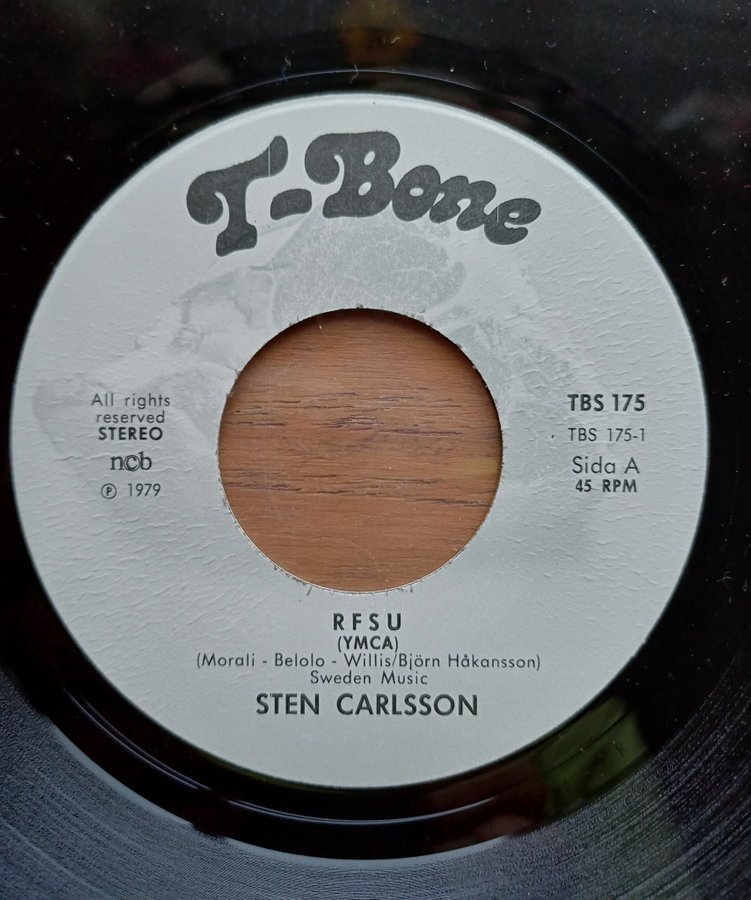 T-Bone
All rights
reserved
STEREO
ncb
℗ 1979
TBS 175
TBS 175-1
Sida A
45 RPM
RFSU
(YMCA)
(Morali - Belolo - Willis/Björn Håkansson)
Sweden Music
STEN CARLSSON